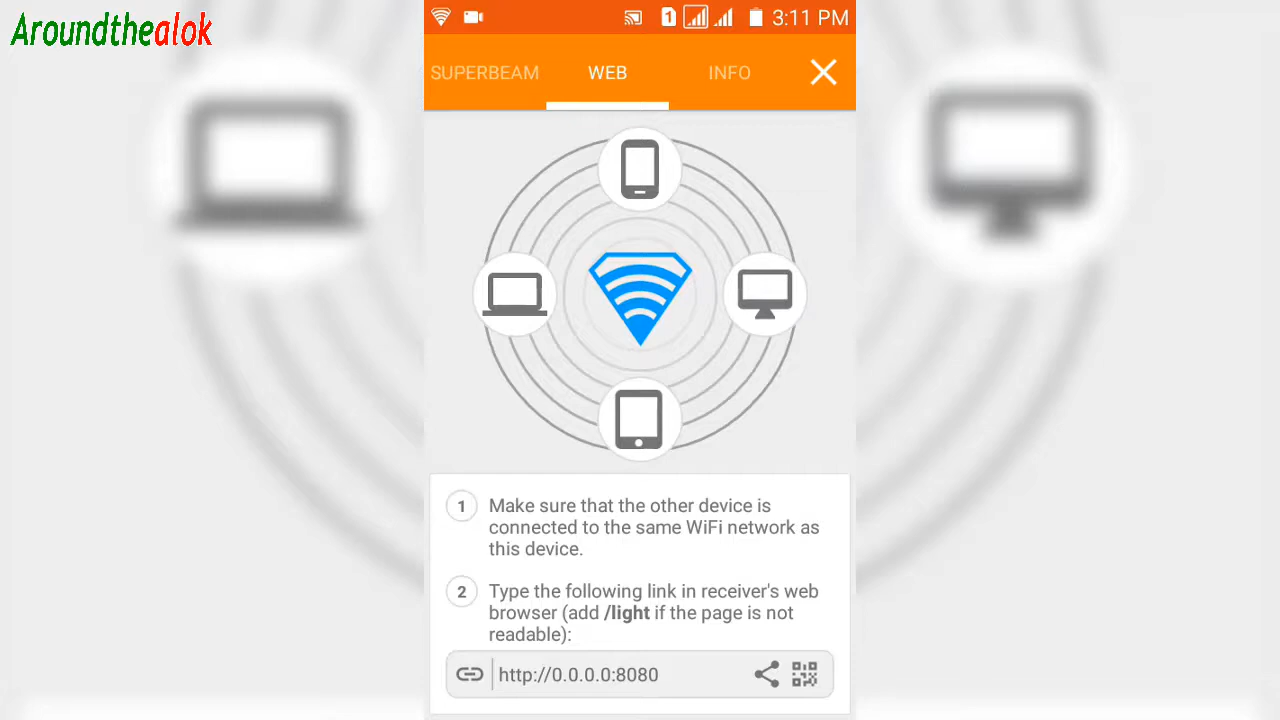 Aroundthealok
1
3:11 PM
SUPERBEAM
WEB
INFO
1
Make sure that the other device is
connected to the same WiFi network as
this device.
2
Type the following link in receiver's web
browser (add /light if the page is not
readable):
http://0.0.0.0:8080